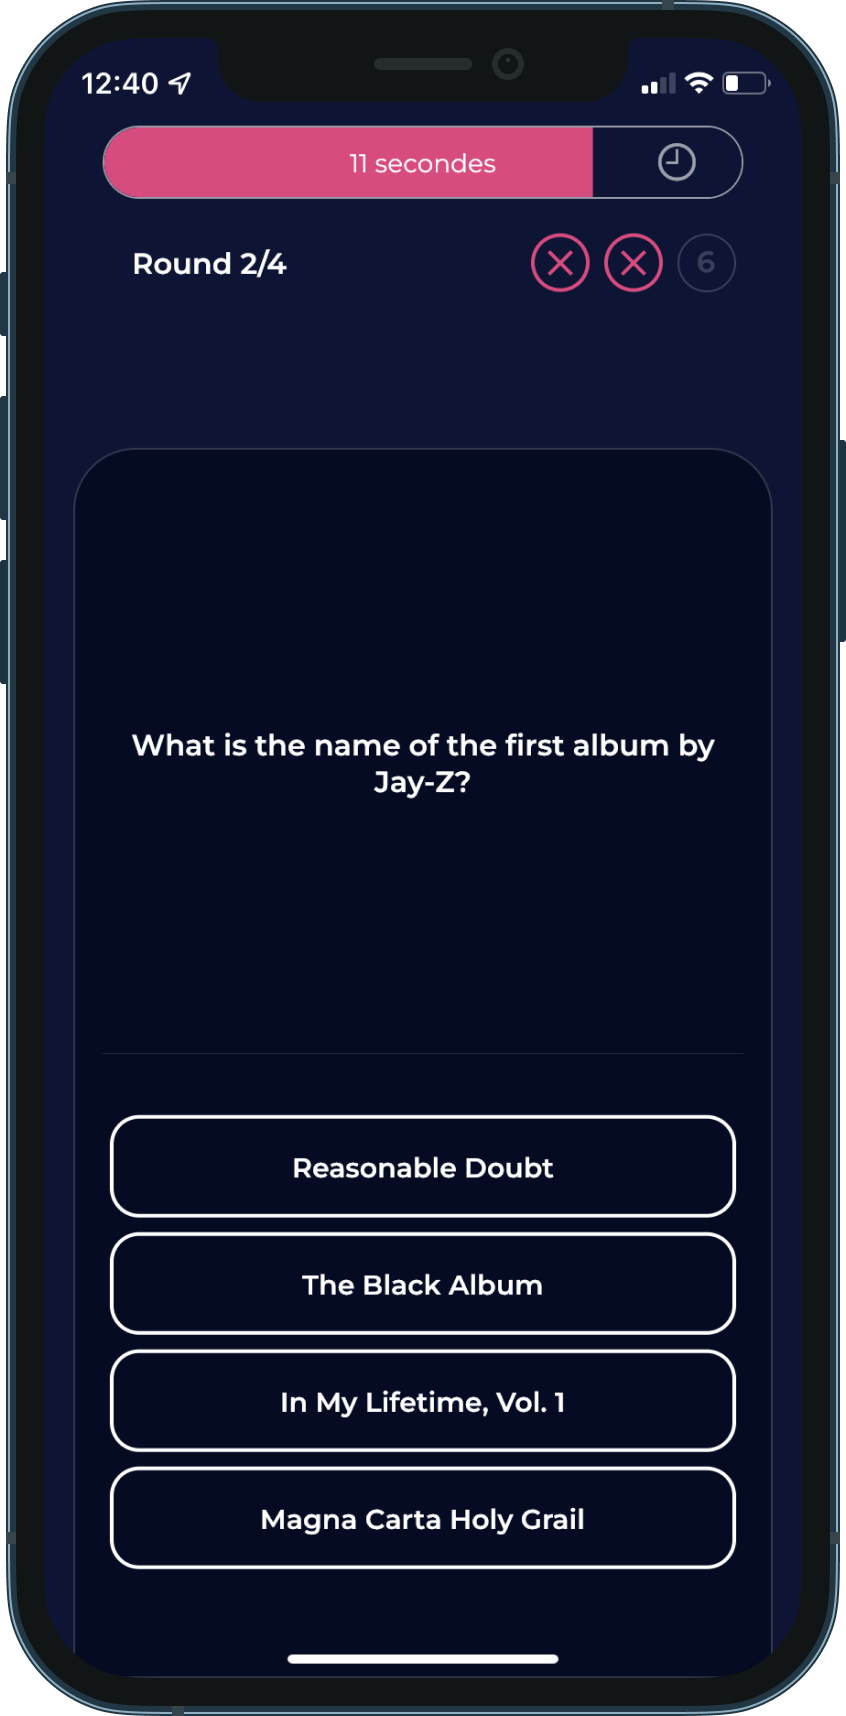 12:40
11 secondes
Round 2/4
6
What is the name of the first album by
Jay-Z?
Reasonable Doubt
The Black Album
In My Lifetime, Vol. 1
Magna Carta Holy Grail